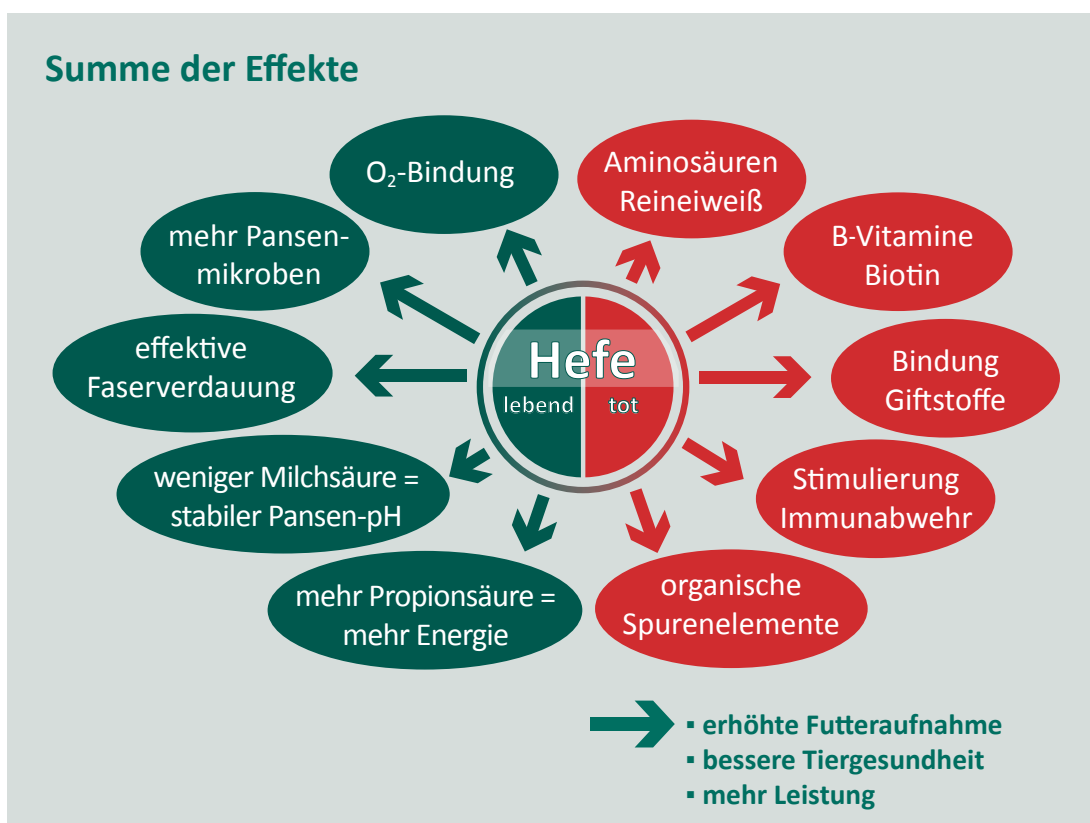 Summe der Effekte
O₂-Bindung
Aminosäuren
Reineiweiß
mehr Pansen-
mikroben
B-Vitamine
Biotin
effektive
Faserverdauung
Hefe
lebend tot
Bindung
Giftstoffe
weniger Milchsäure =
stabiler Pansen-pH
Stimulierung
Immunabwehr
mehr Propionsäure =
mehr Energie
organische
Spurenelemente
▪ erhöhte Futteraufnahme
▪ bessere Tiergesundheit
▪ mehr Leistung